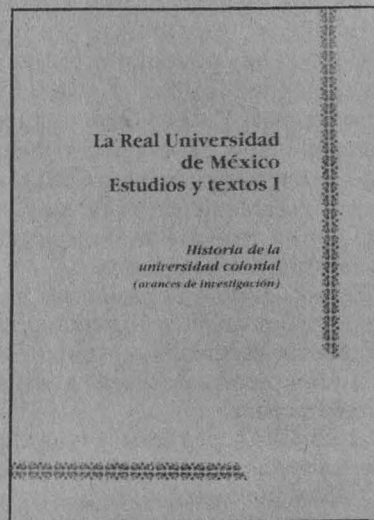 La Real Universidad
de México
Estudios y textos I
Historia de la
universidad colonial
(avances de investigación)